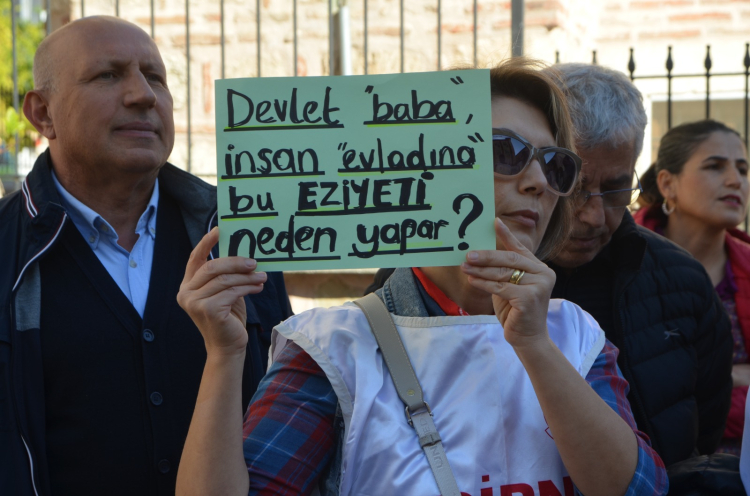 Devlet "baba",
insan "evladına"
bu EZİYETİ
neden yapar?